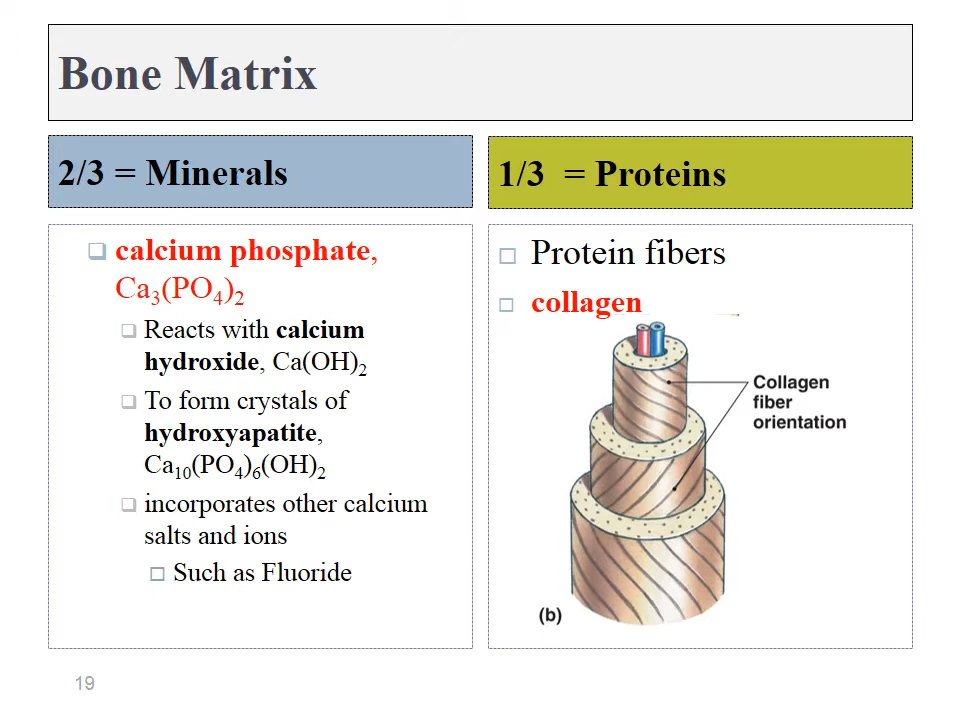 Bone Matrix
2/3 = Minerals
calcium phosphate,
Ca3(PO4)2
Reacts with calcium
hydroxide, Ca(OH)2
To form crystals of
hydroxyapatite,
Ca10(PO4)6(OH)2
incorporates other calcium
salts and ions
Such as Fluoride
1/3 = Proteins
Protein fibers
collagen
Collagen
fiber
orientation
(b)
19